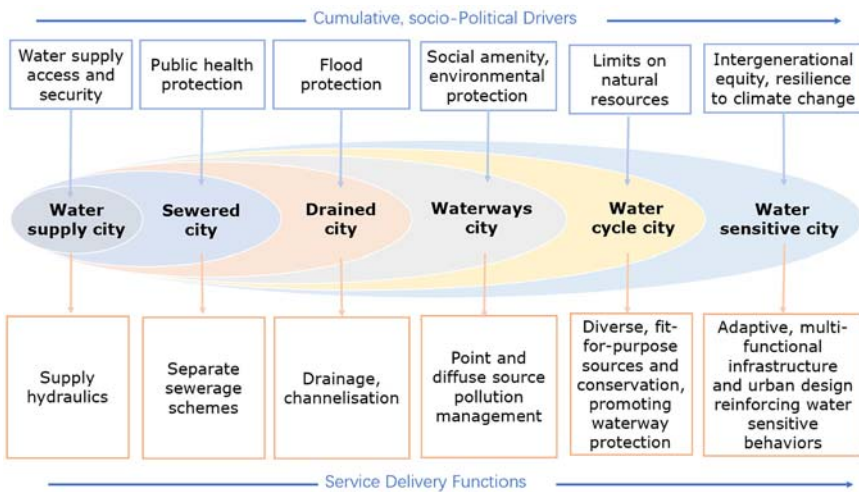 Cumulative, socio-Political Drivers
Water supply
access and
security
Public health
protection
Flood
protection
Social amenity,
environmental
protection
Limits on
natural
resources
Intergenerational
equity, resilience
to climate change
Water
supply city
Sewered
city
Drained
city
Waterways
city
Water
cycle city
Water
sensitive city
Supply
hydraulics
Separate
sewerage
schemes
Drainage,
channelisation
Point and
diffuse source
pollution
management
Diverse, fit-
for-purpose
sources and
conservation,
promoting
waterway
protection
Adaptive, multi-
functional
infrastructure
and urban design
reinforcing water
sensitive
behaviors
Service Delivery Functions